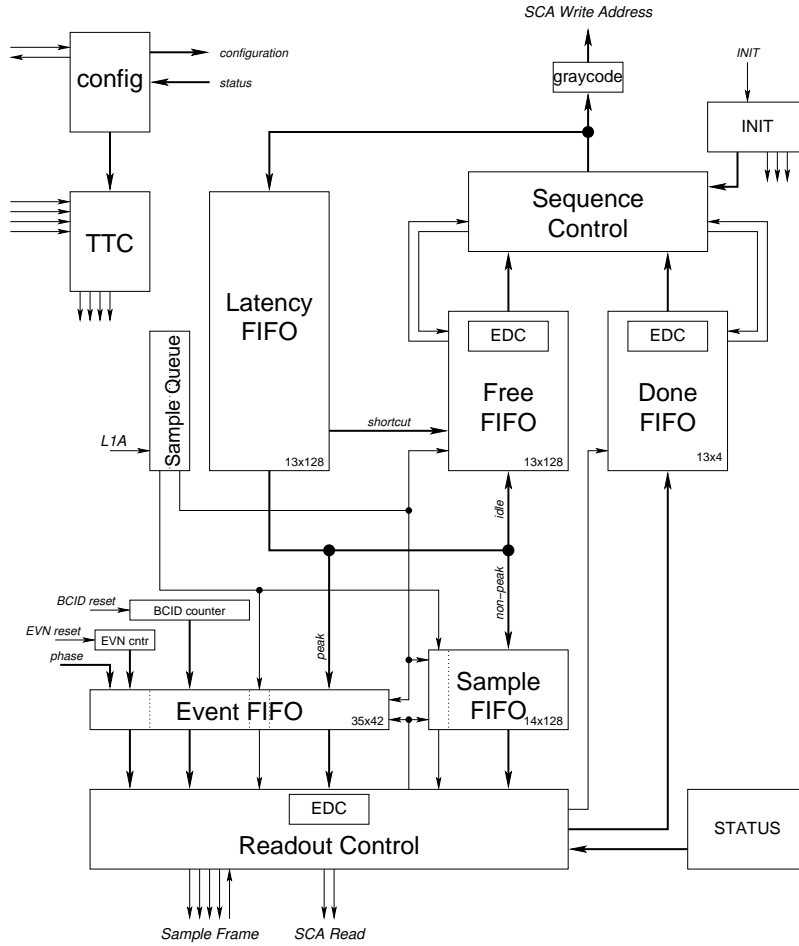 SCA Write Address
config
configuration
status
graycode
INIT
INIT
TTC
Sequence
Control
Latency
FIFO
13x128
Sample Queue
L1A
shortcut
EDC
Free
FIFO
13x128
EDC
Done
FIFO
13x4
idle
non-peak
peak
BCID reset
BCID counter
EVN reset
EVN cntr
phase
Event FIFO
35x42
Sample
FIFO
14x128
EDC
Readout Control
STATUS
Sample Frame
SCA Read